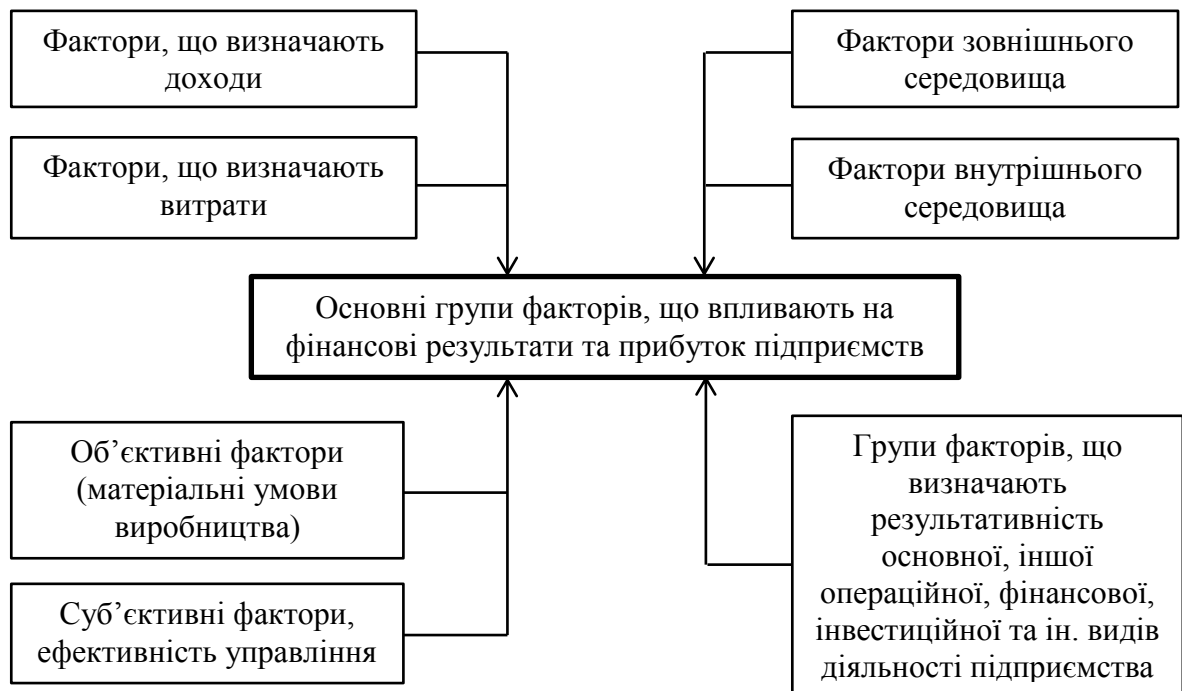 Фактори, що визначають
доходи
Фактори зовнішнього
середовища
Фактори, що визначають
витрати
Фактори внутрішнього
середовища
Основні групи факторів, що впливають на
фінансові результати та прибуток підприємств
Об’єктивні фактори
(матеріальні умови
виробництва)
Суб’єктивні фактори,
ефективність управління
Групи факторів, що
визначають
результативність
основної, іншої
операційної, фінансової,
інвестиційної та ін. видів
діяльності підприємства